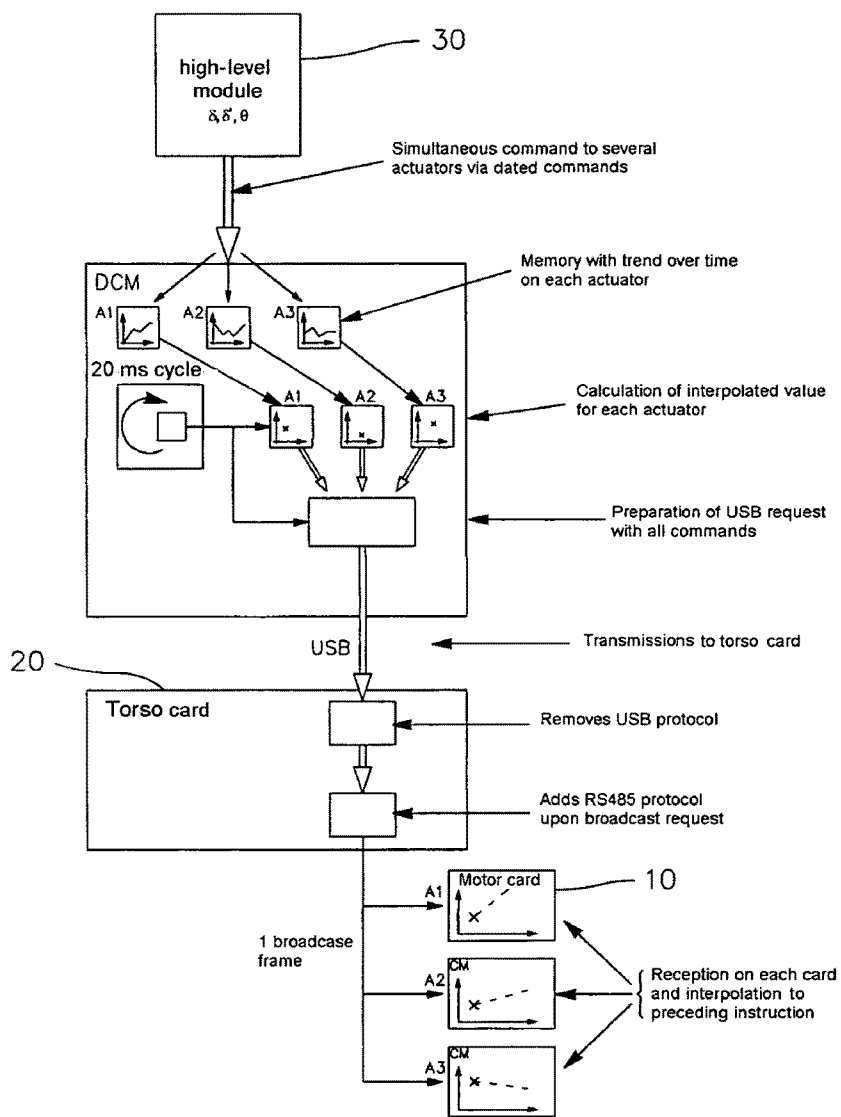 30
high-level
module
δ,δ',θ
Simultaneous command to several
actuators via dated commands
DCM
Memory with trend over time
on each actuator
A1
A2
A3
20 ms cycle
A1
A2
A3
Calculation of interpolated value
for each actuator
Preparation of USB request
with all commands
USB
Transmissions to torso card
20
Torso card
Removes USB protocol
Adds RS485 protocol
upon broadcast request
10
A1
Motor card
1 broadcase
frame
CM
A2
Reception on each card
and interpolation to
preceding instruction
CM
A3